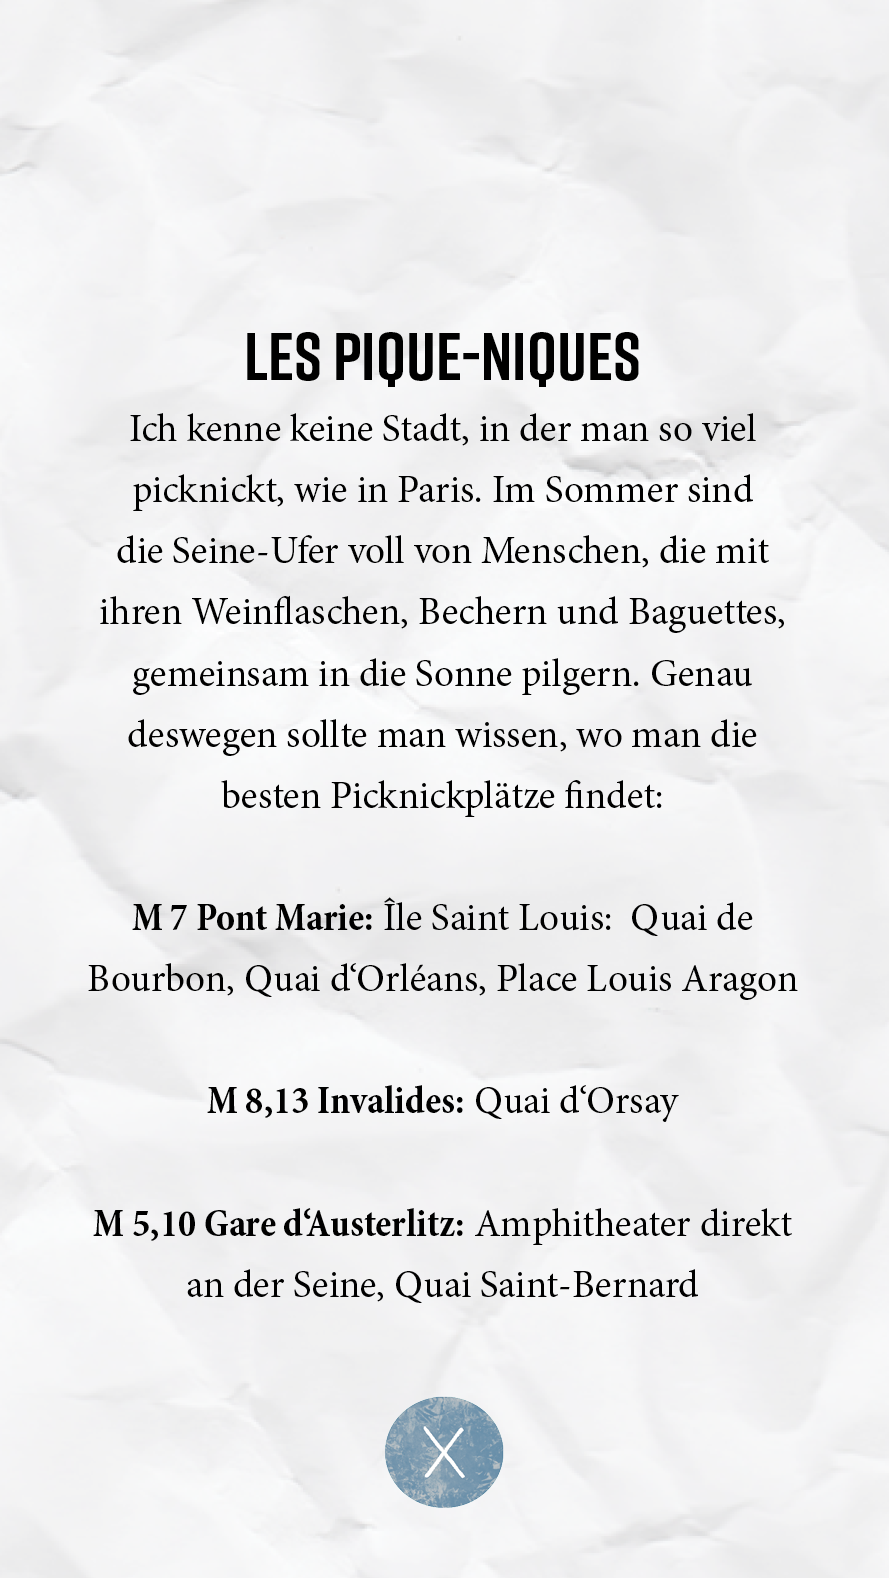 LES PIQUE-NIQUES
Ich kenne keine Stadt, in der man so viel
picknickt, wie in Paris. Im Sommer sind
die Seine-Ufer voll von Menschen, die mit
ihren Weinflaschen, Bechern und Baguettes,
gemeinsam in die Sonne pilgern. Genau
deswegen sollte man wissen, wo man die
besten Picknickplätze findet:
M 7 Pont Marie: Île Saint Louis:  Quai de
Bourbon, Quai d‘Orléans, Place Louis Aragon
M 8,13 Invalides: Quai d‘Orsay
M 5,10 Gare d‘Austerlitz: Amphitheater direkt
an der Seine, Quai Saint-Bernard
X